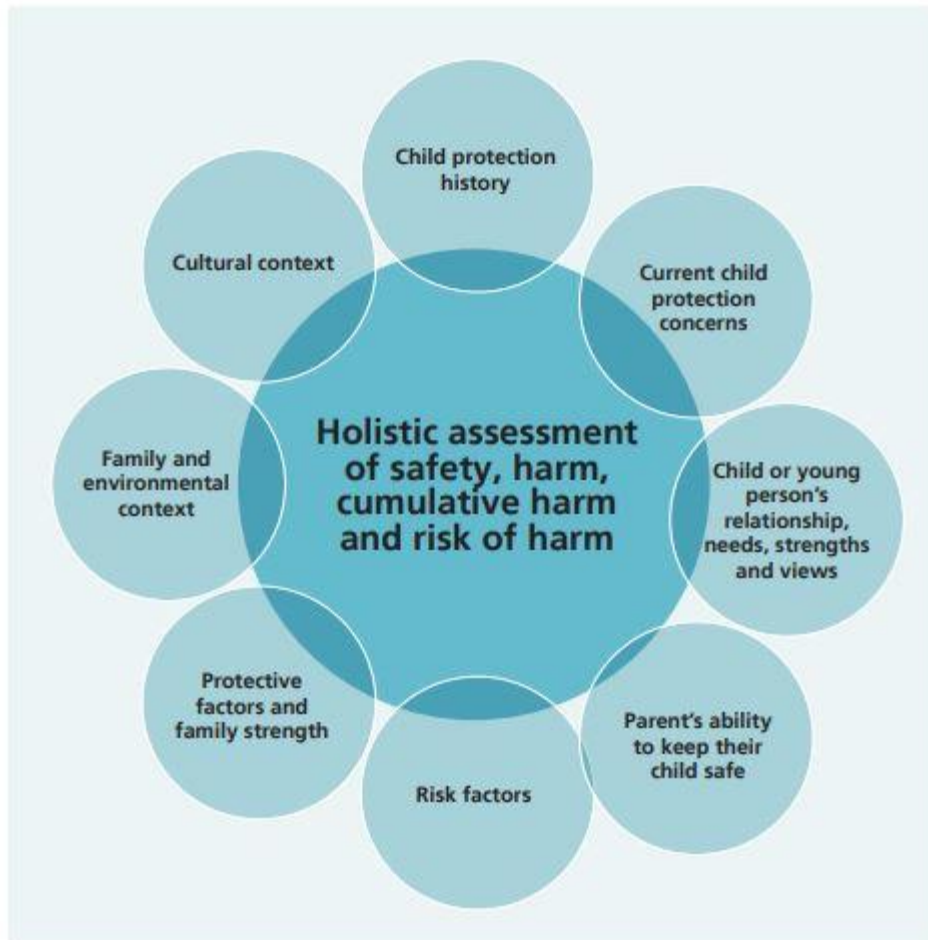 Child protection
history
Current child
protection
concerns
Child or young
person's
relationship,
needs, strengths
and views
Parent's ability
to keep their
child safe
Risk factors
Protective
factors and
family strength
Family and
environmental
context
Cultural context
Holistic assessment
of safety, harm,
cumulative harm
and risk of harm